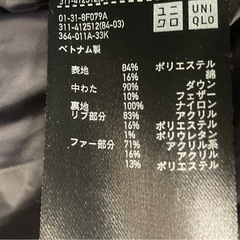 ユニクロ
UNIQLO
01-31-8F079A
311-412512(84-03)
364-011A-33K
ベトナム製
表地 84% ポリエステル
16% 綿
中わた 90% ダウン
10% フェザー
裏地 100% ナイロン
リブ部分 83% アクリル
16% ポリエステル
1% ポリウレタン
ファー部分 71% アクリル系
16% アクリル
13% ポリエステル